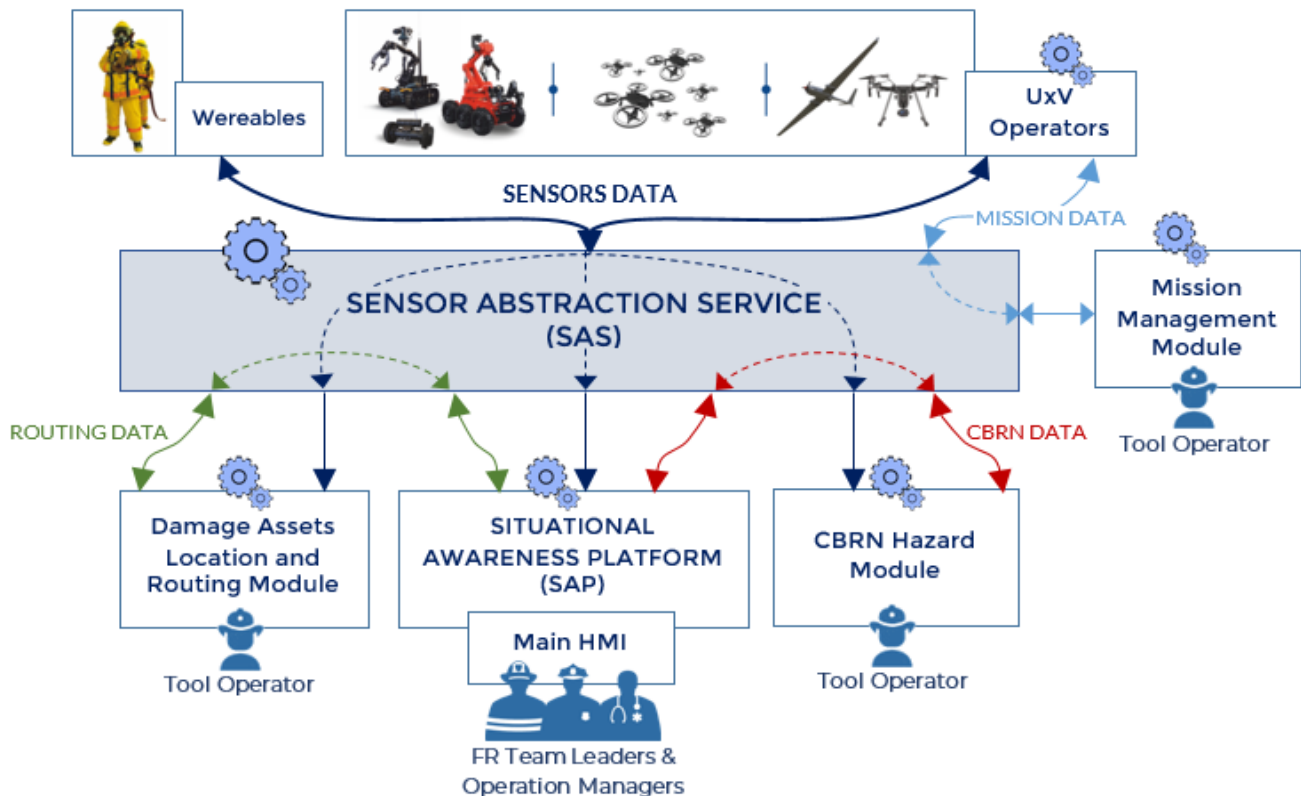 Wereables
UxV
Operators
SENSORS DATA
MISSION DATA
SENSOR ABSTRACTION SERVICE
(SAS)
Mission
Management
Module
Tool Operator
ROUTING DATA
CBRN DATA
Damage Assets
Location and
Routing Module
Tool Operator
SITUATIONAL
AWARENESS PLATFORM
(SAP)
Main HMI
FR Team Leaders &
Operation Managers
CBRN Hazard
Module
Tool Operator